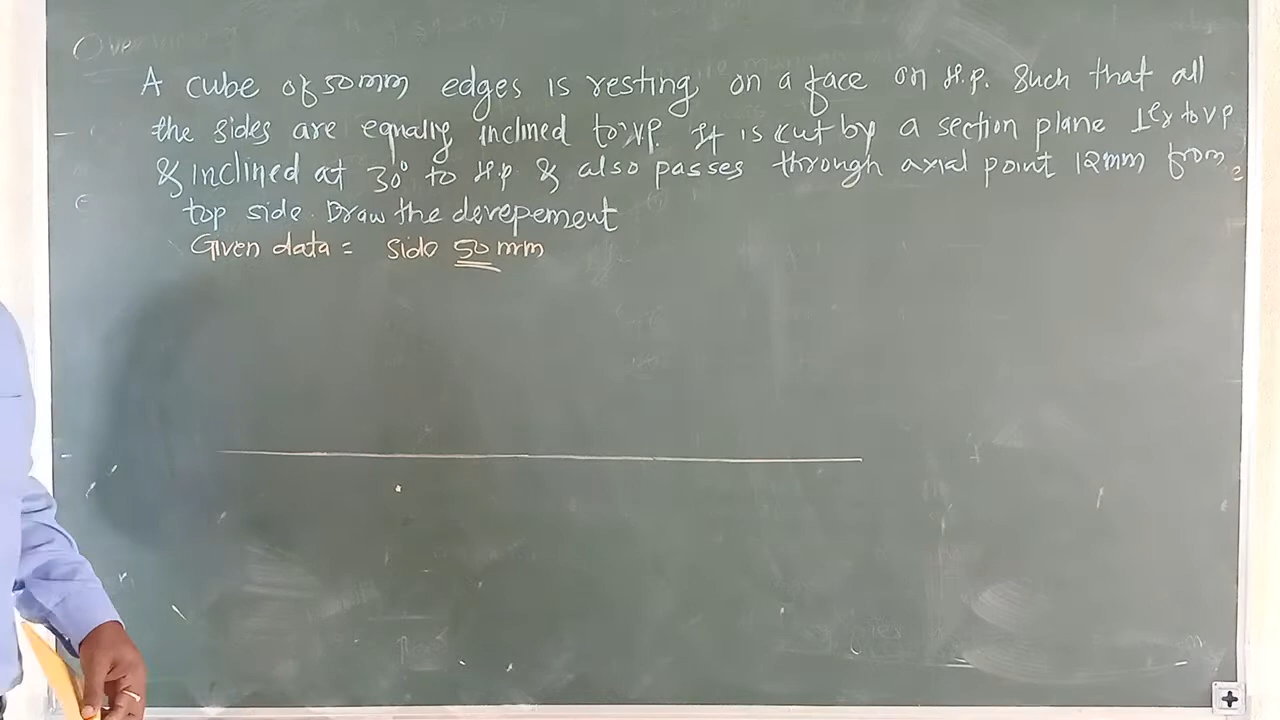 Ove
A cube of 50mm edges is resting on a face on H.P. Such that all
the sides are equally inclined to VP. It is cut by a section plane ⊥er to VP
& inclined at 30° to H.P & also passes through axial point 12mm from
top side. Draw the devepement
Given data = Side 50 mm